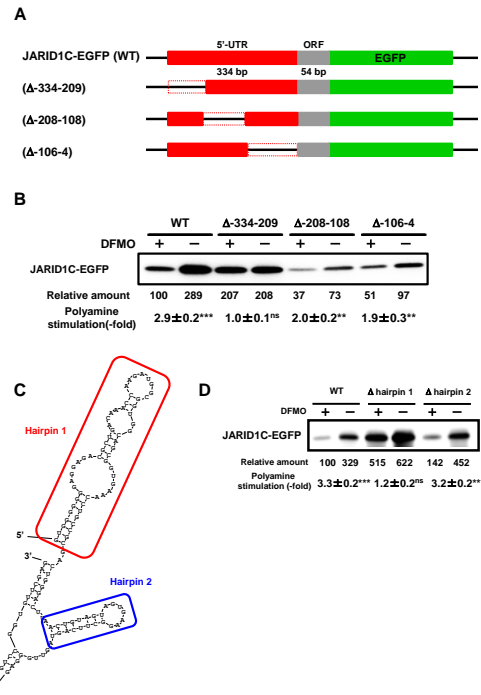 A
5'-UTR ORF
JARID1C-EGFP (WT) EGFP
334 bp 54 bp
(Δ-334-209)
(Δ-208-108)
(Δ-106-4)
B
WT Δ-334-209 Δ-208-108 Δ-106-4
DFMO + − + − + − + −
JARID1C-EGFP
Relative amount 100 289 207 208 37 73 51 97
Polyamine stimulation(-fold) 2.9±0.2*** 1.0±0.1ns 2.0±0.2** 1.9±0.3**
C
Hairpin 1
5'
3'
Hairpin 2
D
WT Δ hairpin 1 Δ hairpin 2
DFMO + − + − + −
JARID1C-EGFP
Relative amount 100 329 515 622 142 452
Polyamine stimulation (-fold) 3.3±0.2*** 1.2±0.2ns 3.2±0.2**